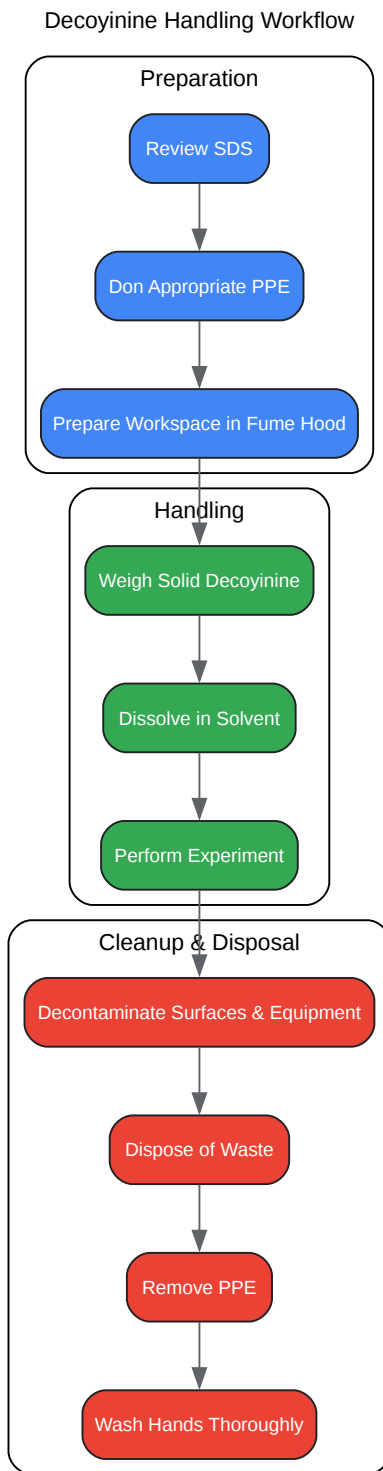 Decoyinine Handling Workflow
Preparation
Review SDS
Don Appropriate PPE
Prepare Workspace in Fume Hood
Handling
Weigh Solid Decoyinine
Dissolve in Solvent
Perform Experiment
Cleanup & Disposal
Decontaminate Surfaces & Equipment
Dispose of Waste
Remove PPE
Wash Hands Thoroughly